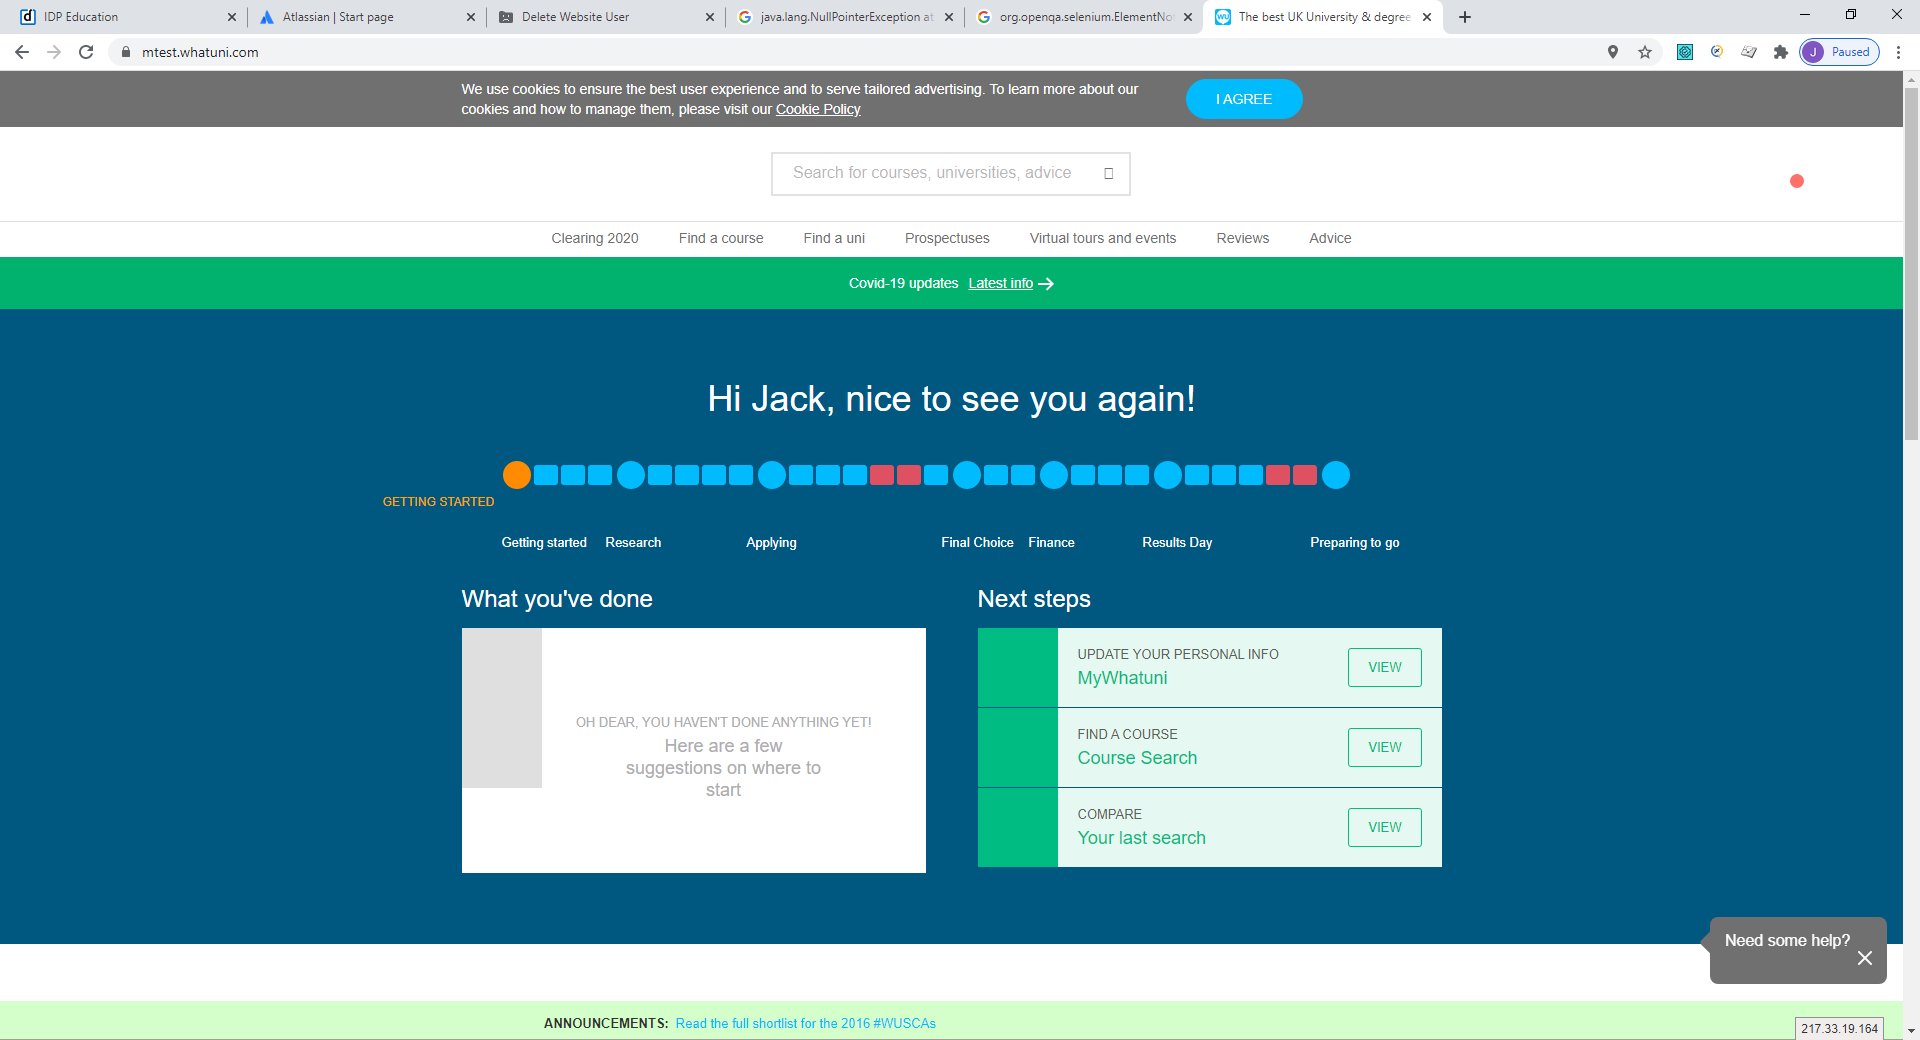 IDP Education
Atlassian | Start page
Delete Website User
java.lang.NullPointerException at
org.openqa.selenium.ElementNo
The best UK University & degree
mtest.whatuni.com
J Paused
We use cookies to ensure the best user experience and to serve tailored advertising. To learn more about our
cookies and how to manage them, please visit our Cookie Policy
I AGREE
Search for courses, universities, advice
Clearing 2020 Find a course Find a uni Prospectuses Virtual tours and events Reviews Advice
Covid-19 updates Latest info
Hi Jack, nice to see you again!
GETTING STARTED
Getting started Research Applying Final Choice Finance Results Day Preparing to go
What you've done
OH DEAR, YOU HAVEN'T DONE ANYTHING YET!
Here are a few
suggestions on where to
start
Next steps
UPDATE YOUR PERSONAL INFO
MyWhatuni
VIEW
FIND A COURSE
Course Search
VIEW
COMPARE
Your last search
VIEW
Need some help?
ANNOUNCEMENTS: Read the full shortlist for the 2016 #WUSCAs
217.33.19.164